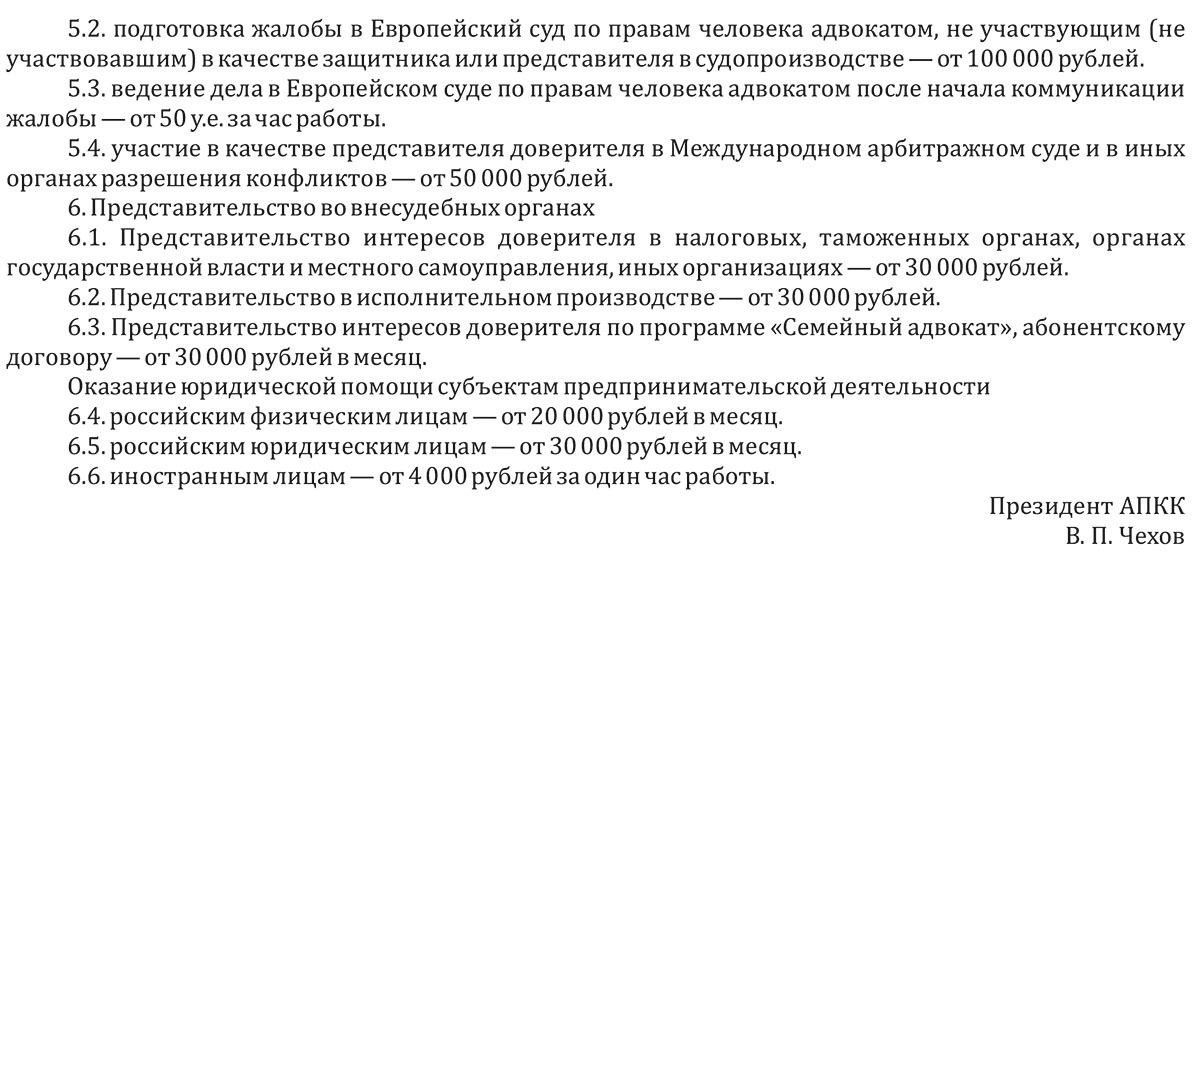 5.2. подготовка жалобы в Европейский суд по правам человека адвокатом, не участвующим (не
участвовавшим) в качестве защитника или представителя в судопроизводстве — от 100 000 рублей.
5.3. ведение дела в Европейском суде по правам человека адвокатом после начала коммуникации
жалобы — от 50 у.е. за час работы.
5.4. участие в качестве представителя доверителя в Международном арбитражном суде и в иных
органах разрешения конфликтов — от 50 000 рублей.
6. Представительство во внесудебных органах
6.1. Представительство интересов доверителя в налоговых, таможенных органах, органах
государственной власти и местного самоуправления, иных организациях — от 30 000 рублей.
6.2. Представительство в исполнительном производстве — от 30 000 рублей.
6.3. Представительство интересов доверителя по программе «Семейный адвокат», абонентскому
договору — от 30 000 рублей в месяц.
Оказание юридической помощи субъектам предпринимательской деятельности
6.4. российским физическим лицам — от 20 000 рублей в месяц.
6.5. российским юридическим лицам — от 30 000 рублей в месяц.
6.6. иностранным лицам — от 4 000 рублей за один час работы.
Президент АПКК
В. П. Чехов